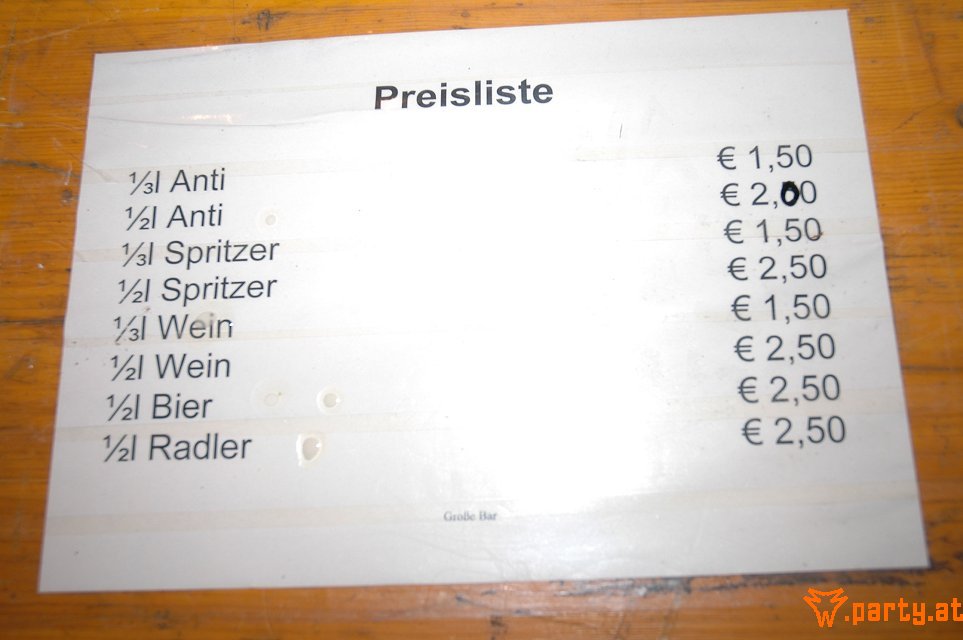 Preisliste
⅓l Anti € 1,50
½l Anti € 2,00
⅓l Spritzer € 1,50
½l Spritzer € 2,50
⅓l Wein € 1,50
½l Wein € 2,50
½l Bier € 2,50
½l Radler € 2,50
Große Bar
party.at